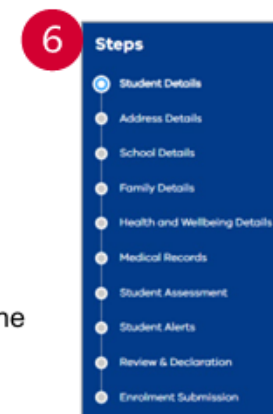 6
Steps
Student Details
Address Details
School Details
Family Details
Health and Wellbeing Details
Medical Records
Student Assessment
Student Alerts
Review & Declaration
Enrolment Submission